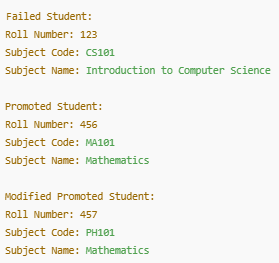 Failed Student:
Roll Number: 123
Subject Code: CS101
Subject Name: Introduction to Computer Science
Promoted Student:
Roll Number: 456
Subject Code: MA101
Subject Name: Mathematics
Modified Promoted Student:
Roll Number: 457
Subject Code: PH101
Subject Name: Mathematics